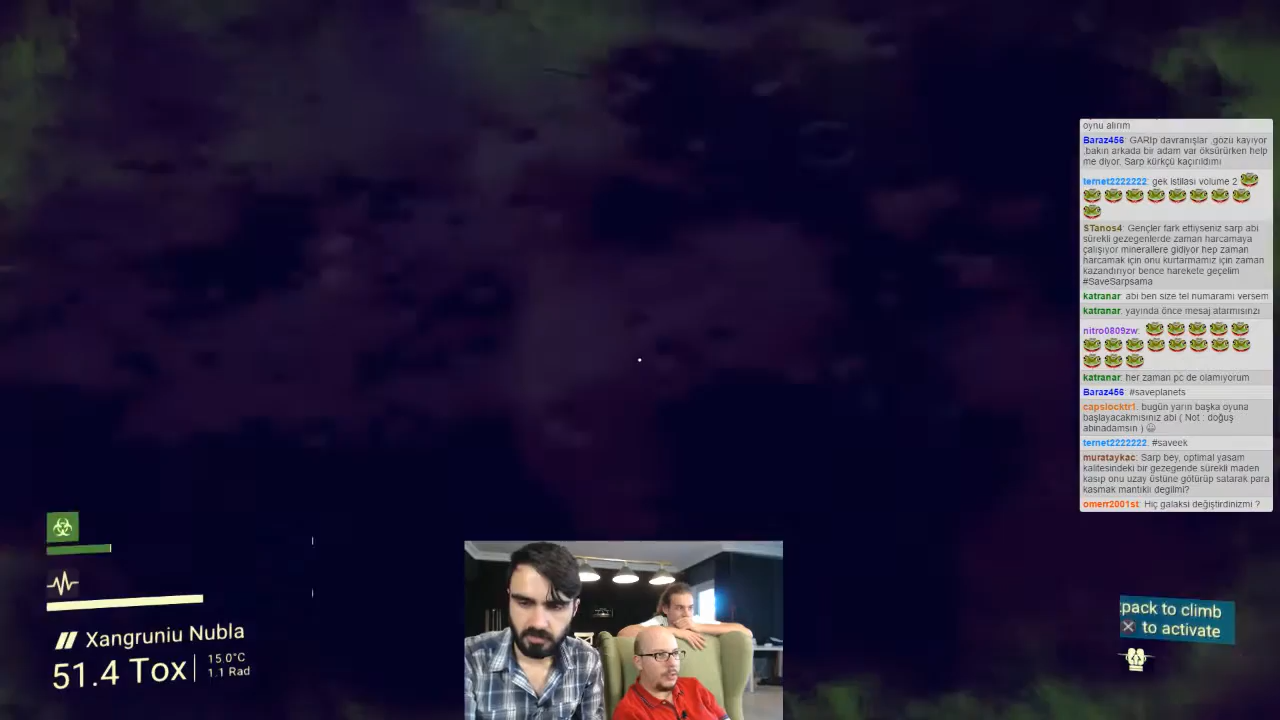 oynu alirim
Baraz456: GARip davranışlar ,gözü kayıyor
,bakın arkada bir adam var öksürürken help
me diyor. Sarp kürkçü kaçırıldımı
ternet2222222: gek istilası volume 2
STanos4: Gençler fark ettiyseniz sarp abi
sürekli gezegenlerde zaman harcamaya
çalışıyor minerallere gidiyor hep zaman
harcamak için onu kurtarmamız için zaman
kazandırıyor bence harekete geçelim
#SaveSarpsama
katranar: abi ben size tel numaramı versem
katranar: yayında önce mesaj atarmısınızı
nitro0809zw:
katranar: her zaman pc de olamıyorum
Baraz456: #saveplanets
capslocktr1: bugün yarın başka oyuna
başlayacakmısınız abi ( Not : doğuş
abinadamsın )
ternet2222222: #saveek
murataykac: Sarp bey, optimal yasam
kalitesindeki bir gezegende sürekli maden
kasıp onu uzay üstüne götürüp satarak para
kasmak mantıklı degilmi?
omerr2001st: Hiç galaksi değiştirdinizmi ?
Xangruniu Nubla
51.4 Tox
15.0°C
1.1 Rad
pack to climb
to activate